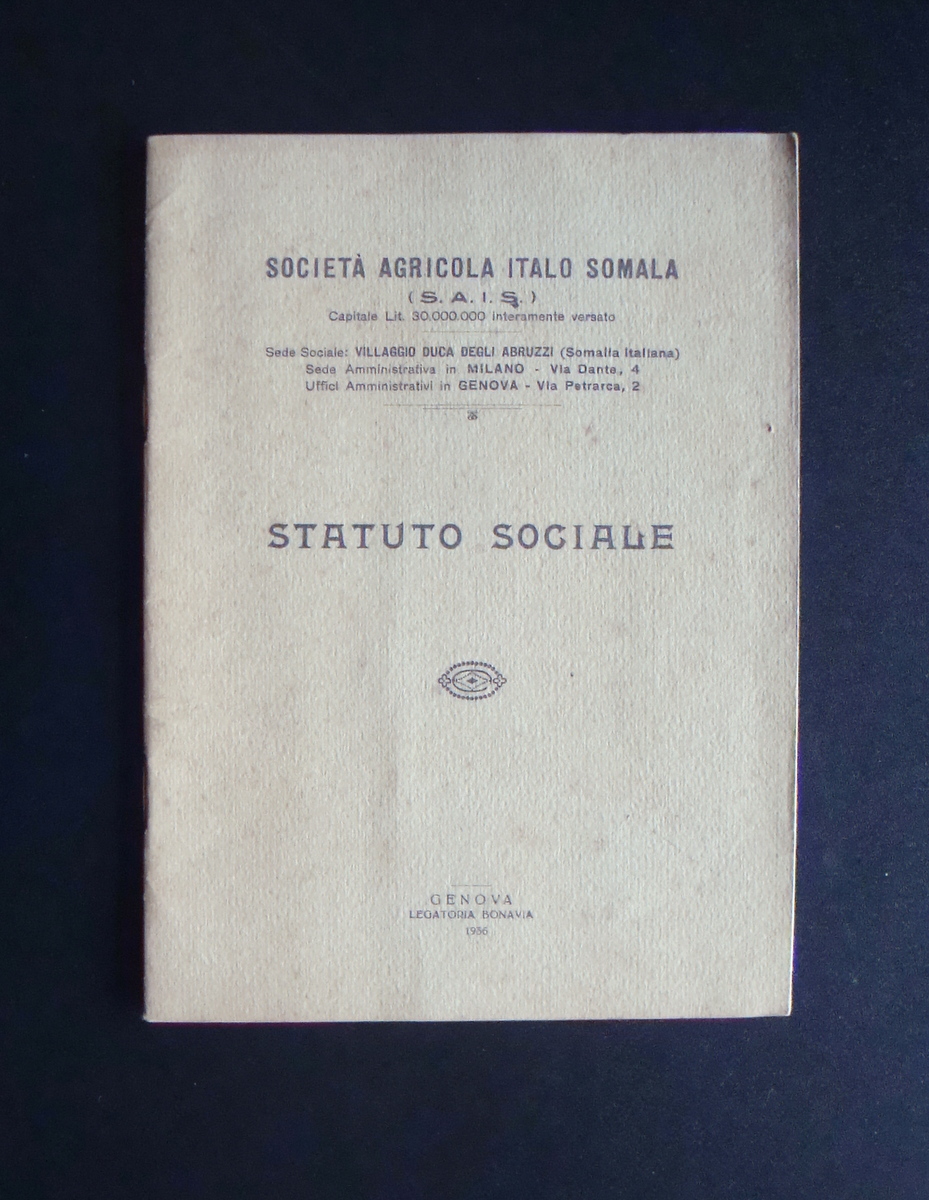 SOCIETÀ AGRICOLA ITALO SOMALA
(S. A. I. S.)
Capitale Lit. 30.000.000 interamente versato
Sede Sociale: VILLAGGIO DUCA DEGLI ABRUZZI (Somalia Italiana)
Sede Amministrativa in MILANO - Via Dante, 4
Uffici Amministrativi in GENOVA - Via Petrarca, 2
STATUTO SOCIALE
GENOVA
LEGATORIA BONAVIA
1936